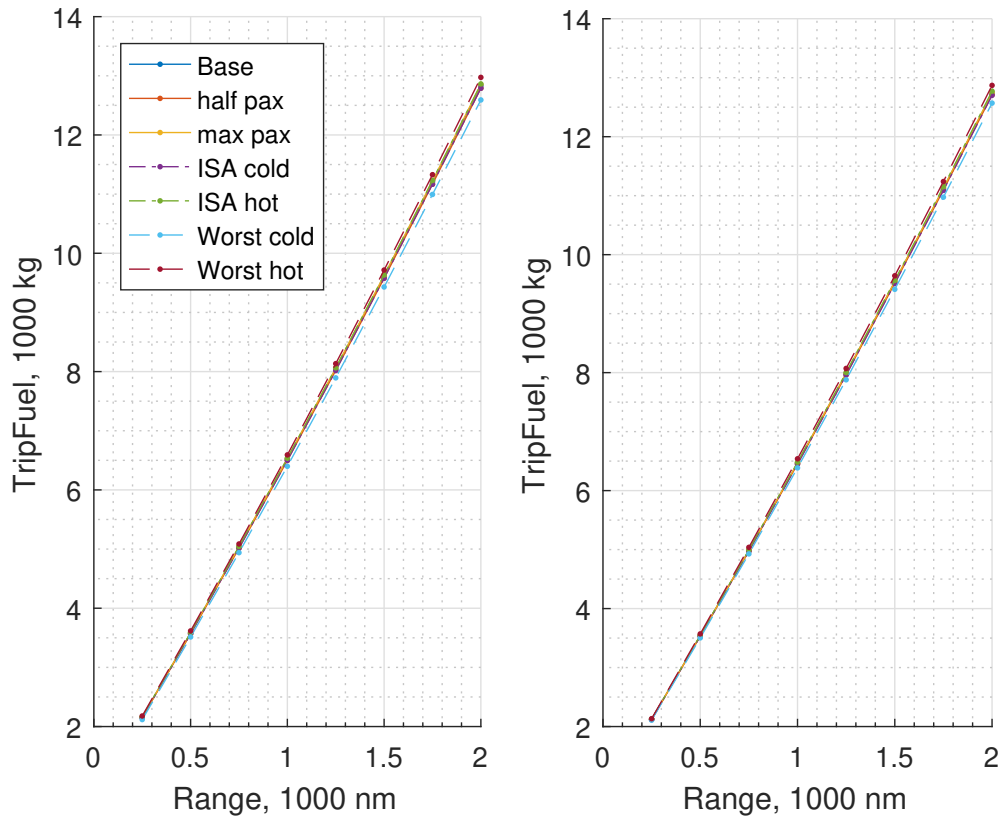 14
12
10
8
6
4
2
TripFuel, 1000 kg
Base
half pax
max pax
ISA cold
ISA hot
Worst cold
Worst hot
0 0.5 1 1.5 2
Range, 1000 nm
14
12
10
8
6
4
2
TripFuel, 1000 kg
0 0.5 1 1.5 2
Range, 1000 nm